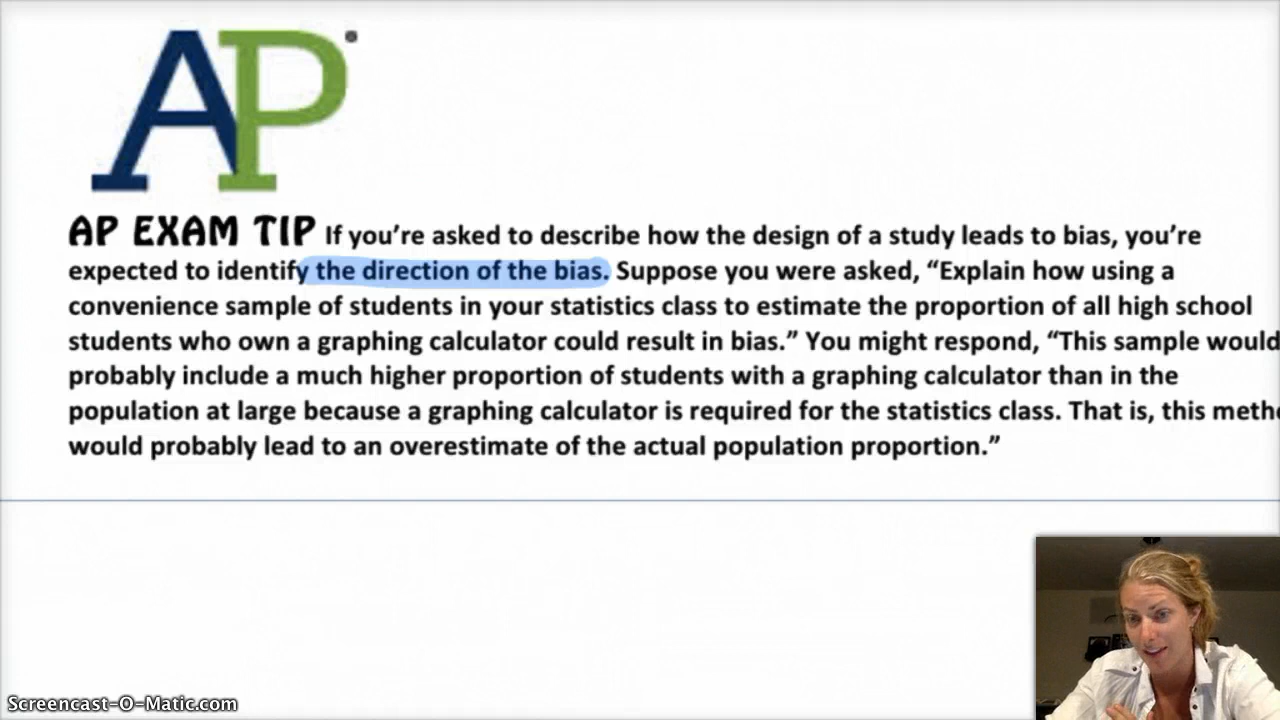 AP
AP EXAM TIP If you’re asked to describe how the design of a study leads to bias, you’re
expected to identify the direction of the bias. Suppose you were asked, “Explain how using a
convenience sample of students in your statistics class to estimate the proportion of all high school
students who own a graphing calculator could result in bias.” You might respond, “This sample would
probably include a much higher proportion of students with a graphing calculator than in the
population at large because a graphing calculator is required for the statistics class. That is, this metho
would probably lead to an overestimate of the actual population proportion.”
Screencast-O-Matic.com